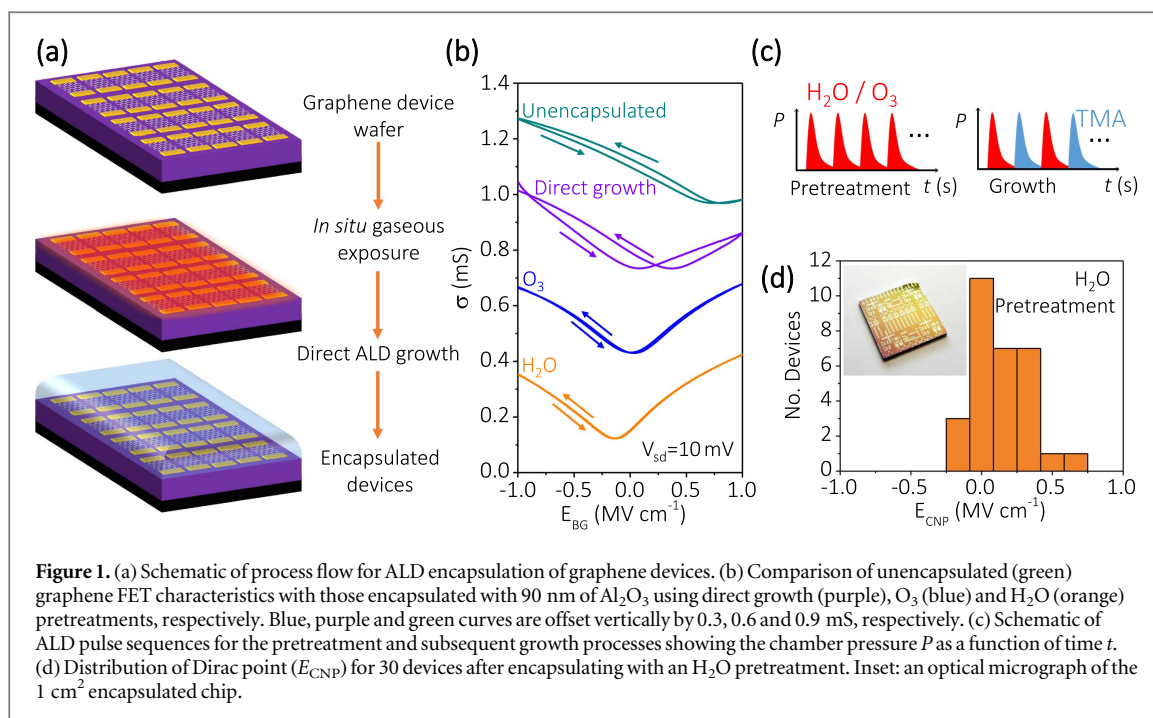 (a)
Graphene device
wafer
In situ gaseous
exposure
Direct ALD growth
Encapsulated
devices
(b)
1.4
1.2
1.0
0.8
0.6
0.4
0.2
0.0
σ (mS)
Unencapsulated
Direct growth
O₃
H₂O
Vsd=10 mV
-1.0 -0.5 0.0 0.5 1.0
EBG (MV cm⁻¹)
(c)
H₂O / O₃
P
...
Pretreatment t (s)
P
TMA
...
Growth t (s)
(d)
12
10
8
6
4
2
0
No. Devices
H₂O
Pretreatment
-1.0 -0.5 0.0 0.5 1.0
ECNP (MV cm⁻¹)
Figure 1. (a) Schematic of process flow for ALD encapsulation of graphene devices. (b) Comparison of unencapsulated (green)
graphene FET characteristics with those encapsulated with 90 nm of Al₂O₃ using direct growth (purple), O₃ (blue) and H₂O (orange)
pretreatments, respectively. Blue, purple and green curves are offset vertically by 0.3, 0.6 and 0.9 mS, respectively. (c) Schematic of
ALD pulse sequences for the pretreatment and subsequent growth processes showing the chamber pressure P as a function of time t.
(d) Distribution of Dirac point (ECNP) for 30 devices after encapsulating with an H₂O pretreatment. Inset: an optical micrograph of the
1 cm² encapsulated chip.